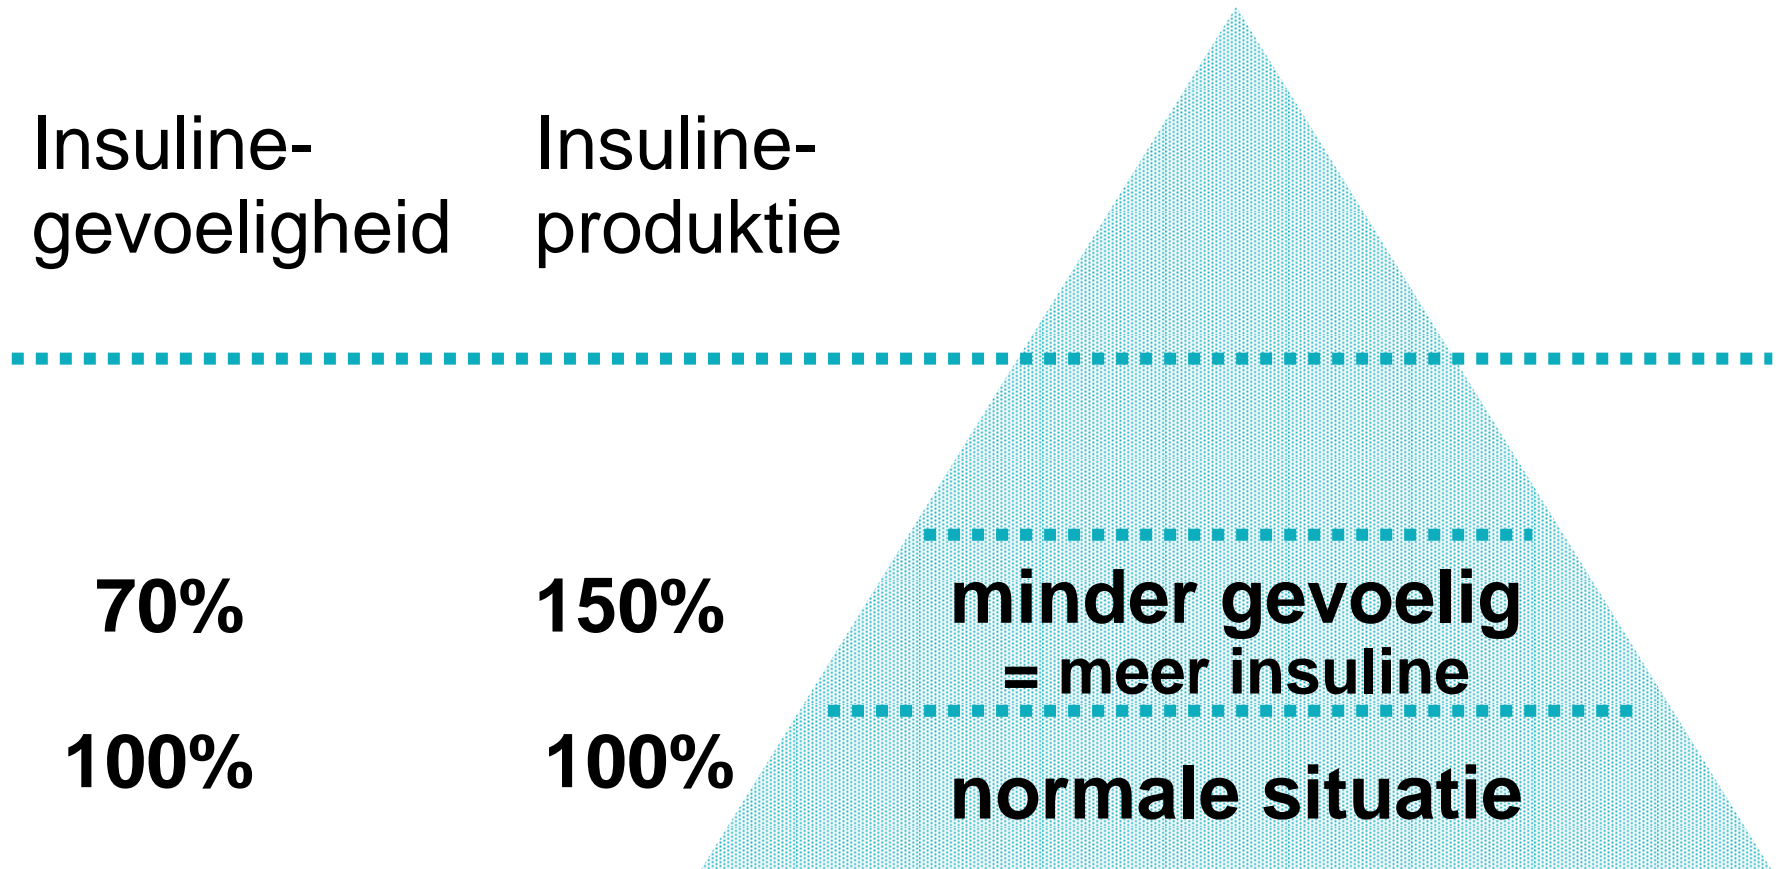 Insuline-
gevoeligheid
Insuline-
produktie
70%
150%
minder gevoelig
= meer insuline
100%
100%
normale situatie